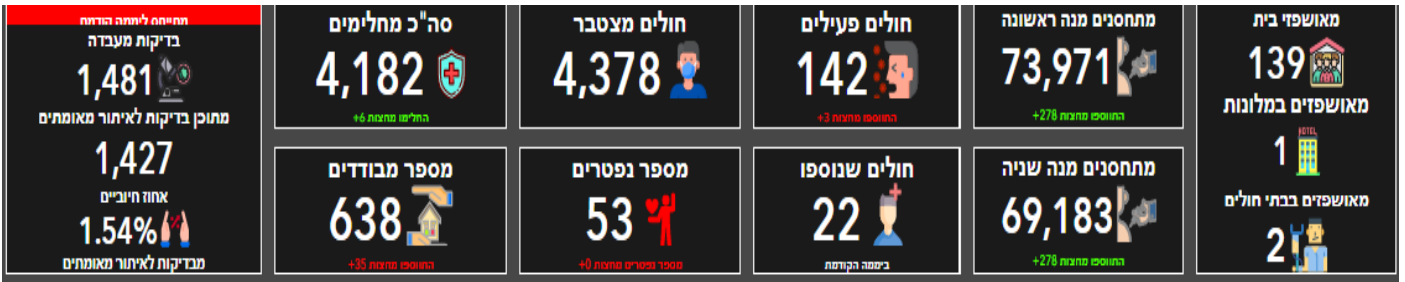 מאושפזי בית
139
מאושפזים במלונות
HOTEL
1
מאושפזים בבתי חולים
2
מתחסנים מנה ראשונה
73,971
התווספו מחצות 278+
מתחסנים מנה שניה
69,183
התווספו מחצות 278+
חולים פעילים
142
התווספו מחצות 3+
חולים שנוספו
22
ביממה הקודמת
חולים מצטבר
4,378
מספר נפטרים
53
מספר נפטרים מחצות 0+
סה"כ מחלימים
4,182
החלימו מחצות 6+
מספר מבודדים
638
התווספו מחצות 35+
מתייחס ליממה הקודמת
בדיקות מעבדה
1,481
מתוכן בדיקות לאיתור מאומתים
1,427
אחוז חיוביים
1.54%
מבדיקות לאיתור מאומתים